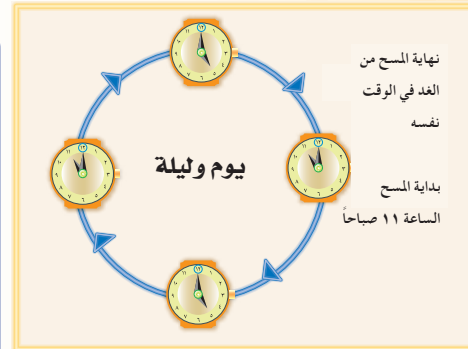 نهاية المسح من
الغد في الوقت
نفسه
يوم وليلة
بداية المسح
الساعة ١١ صباحاً